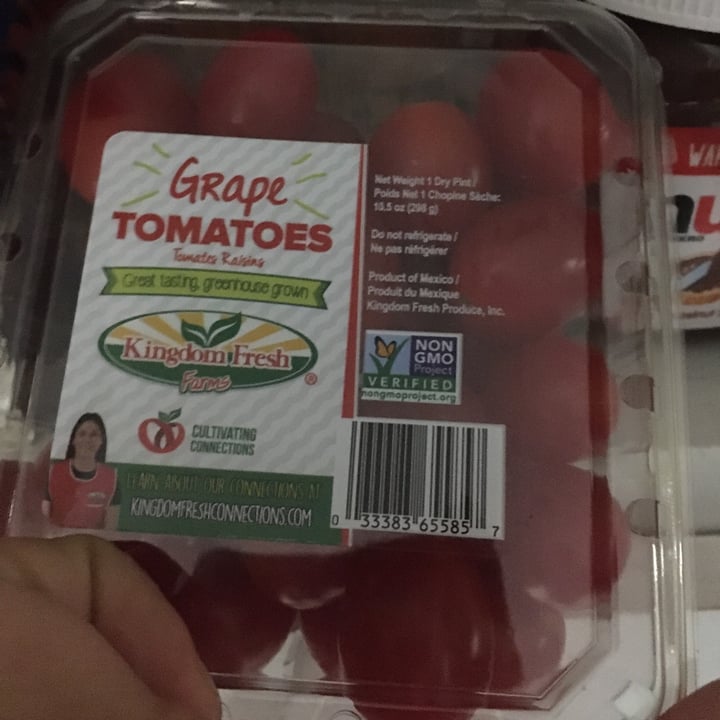 Grape
TOMATOES
Tomates Raisins
Great tasting, greenhouse grown
Kingdom Fresh
Farms
®
CULTIVATING
CONNECTIONS
LEARN ABOUT OUR CONNECTIONS AT
KINGDOMFRESHCONNECTIONS.COM
Net Weight 1 Dry Pint /
Poids Net 1 Chopine Sèche:
10.5 oz (298 g)
Do not refrigerate /
Ne pas réfrigérer
Product of Mexico /
Produit du Mexique
Kingdom Fresh Produce, Inc.
NON
GMO
Project
VERIFIED
nongmoproject.org
0 33383 65585 7